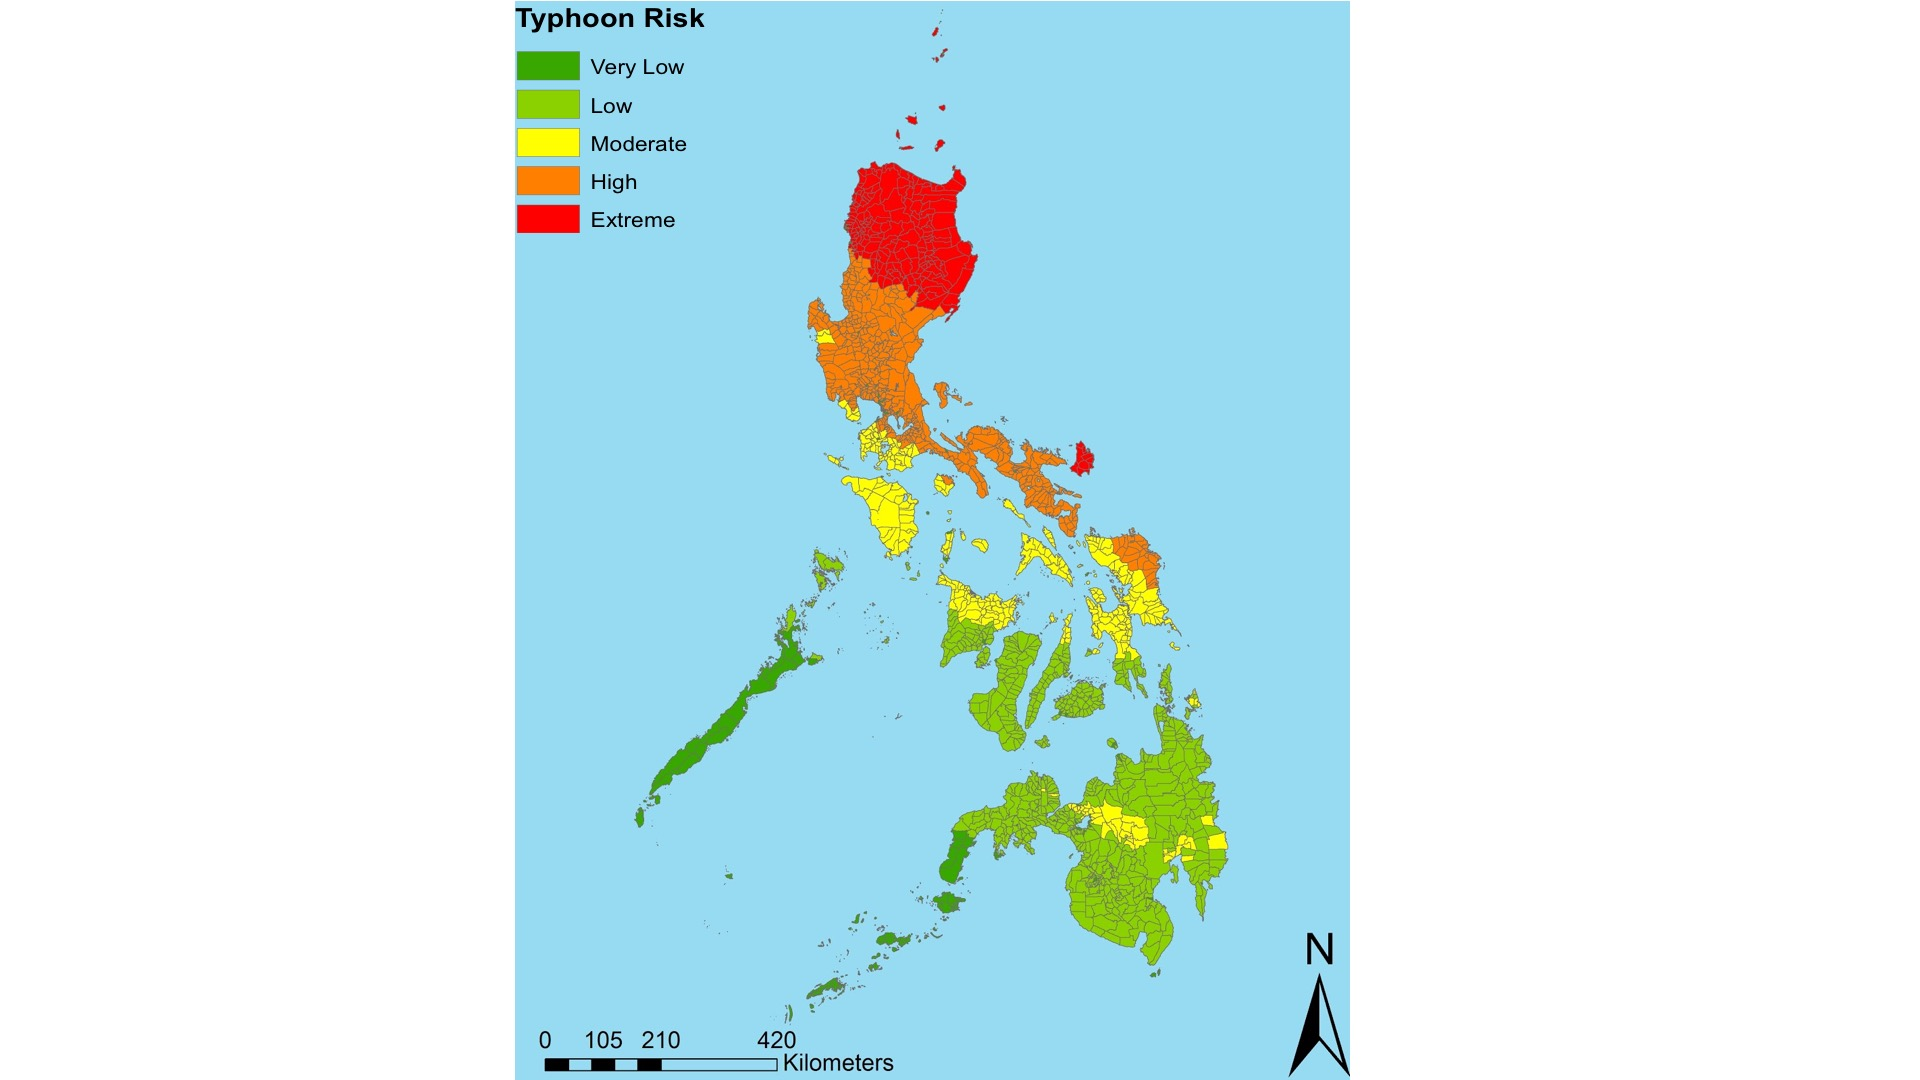 Typhoon Risk
Very Low
Low
Moderate
High
Extreme
N
0 105 210 420
Kilometers